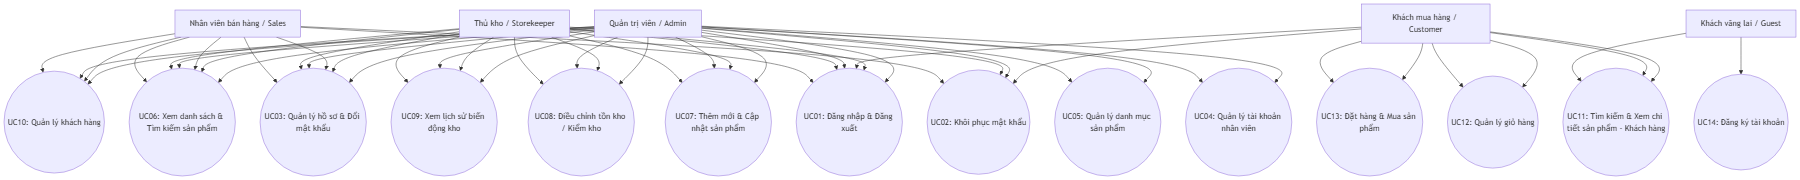 Nhân viên bán hàng / Sales
Thủ kho / Storekeeper
Quản trị viên / Admin
Khách mua hàng /
Customer
Khách vãng lai / Guest
UC10: Quản lý khách hàng
UC06: Xem danh sách &
Tìm kiếm sản phẩm
UC03: Quản lý hồ sơ & Đổi
mật khẩu
UC09: Xem lịch sử biến
động kho
UC08: Điều chỉnh tồn kho
/ Kiểm kho
UC07: Thêm mới & Cập
nhật sản phẩm
UC01: Đăng nhập & Đăng
xuất
UC02: Khôi phục mật khẩu
UC05: Quản lý danh mục
sản phẩm
UC04: Quản lý tài khoản
nhân viên
UC13: Đặt hàng & Mua sản
phẩm
UC12: Quản lý giỏ hàng
UC11: Tìm kiếm & Xem chi
tiết sản phẩm - Khách hàng
UC14: Đăng ký tài khoản